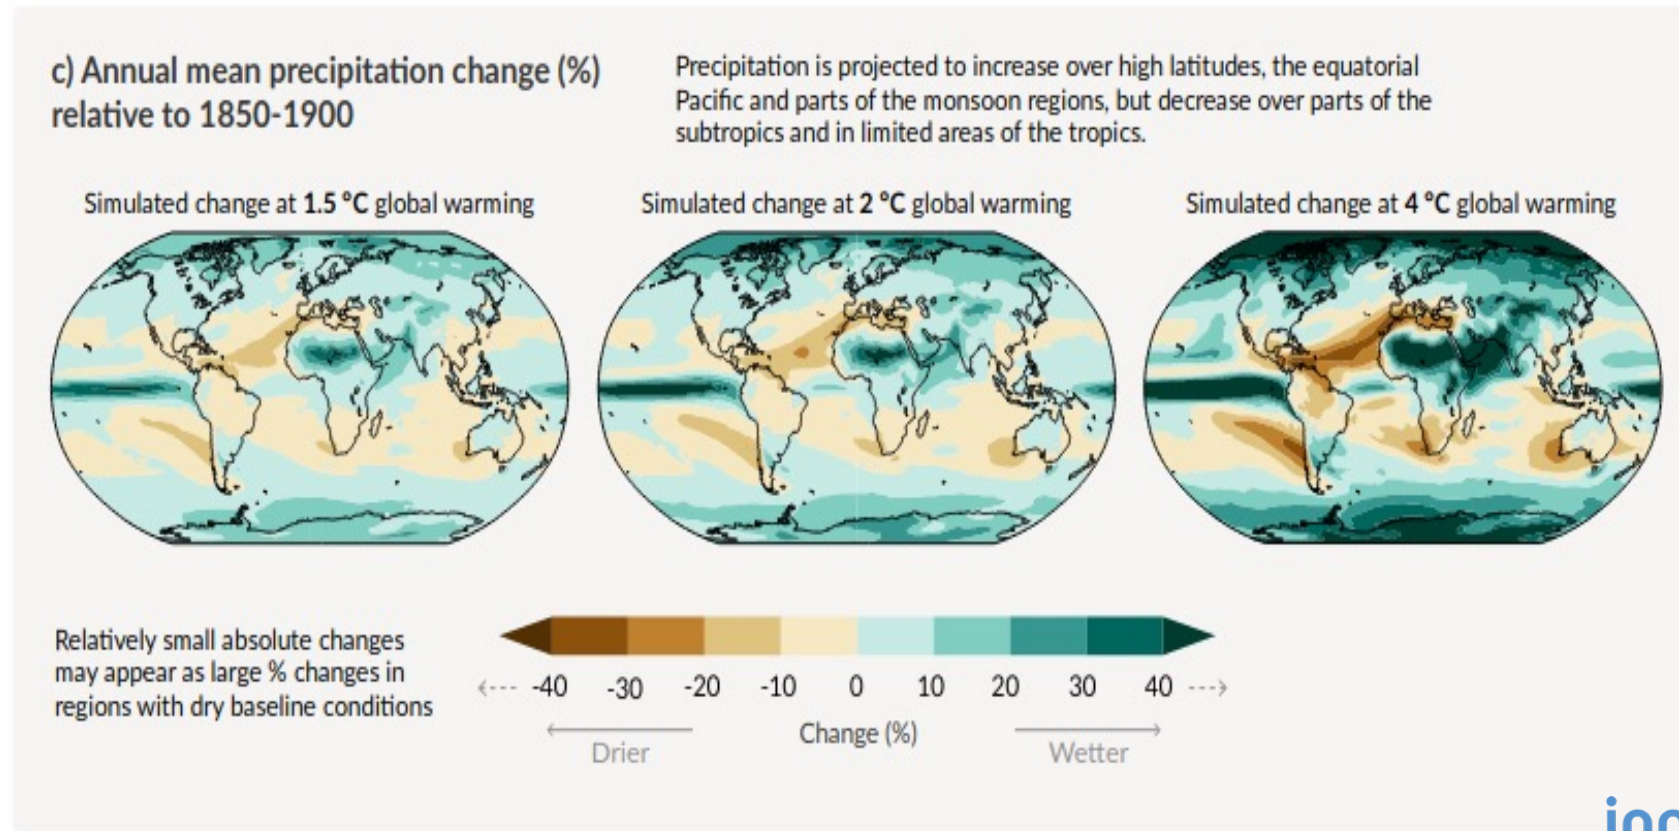 c) Annual mean precipitation change (%)
relative to 1850-1900
Precipitation is projected to increase over high latitudes, the equatorial
Pacific and parts of the monsoon regions, but decrease over parts of the
subtropics and in limited areas of the tropics.
Simulated change at 1.5 °C global warming
Simulated change at 2 °C global warming
Simulated change at 4 °C global warming
Relatively small absolute changes
may appear as large % changes in
regions with dry baseline conditions
-40 -30 -20 -10 0 10 20 30 40
Change (%)
Drier
Wetter